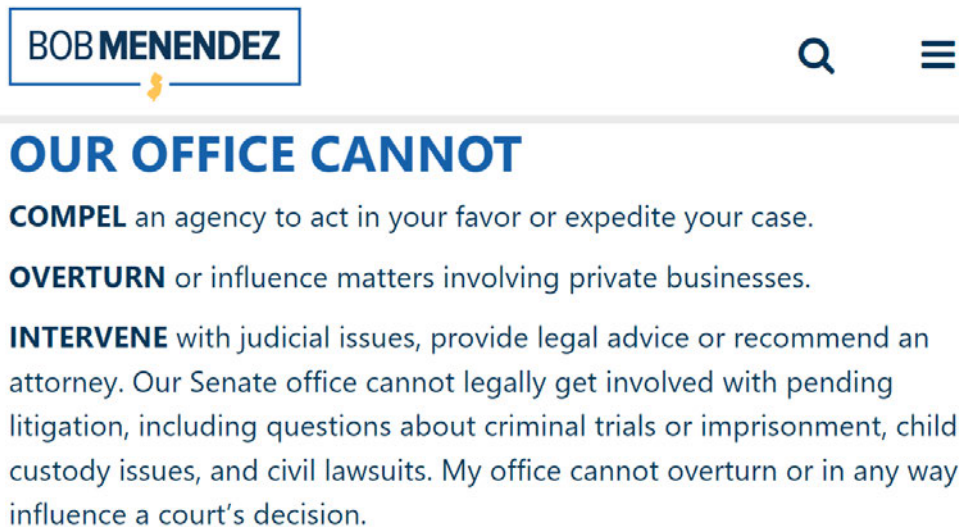 BOB MENENDEZ
OUR OFFICE CANNOT
COMPEL an agency to act in your favor or expedite your case.
OVERTURN or influence matters involving private businesses.
INTERVENE with judicial issues, provide legal advice or recommend an
attorney. Our Senate office cannot legally get involved with pending
litigation, including questions about criminal trials or imprisonment, child
custody issues, and civil lawsuits. My office cannot overturn or in any way
influence a court’s decision.